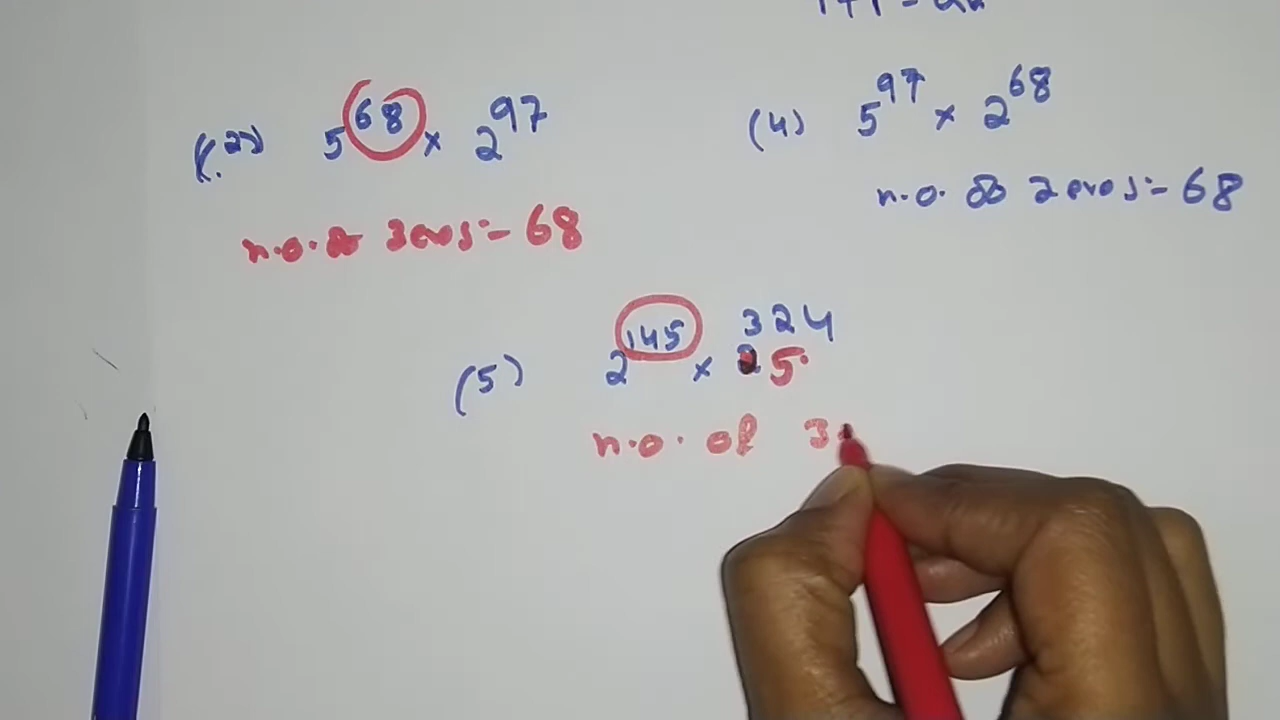 (2) 5^68 × 2^97
n.o. of zeros:- 68
(4) 5^97 × 2^68
n.o. of zeros:- 68
(5) 2^145 × 5^324
n.o. of